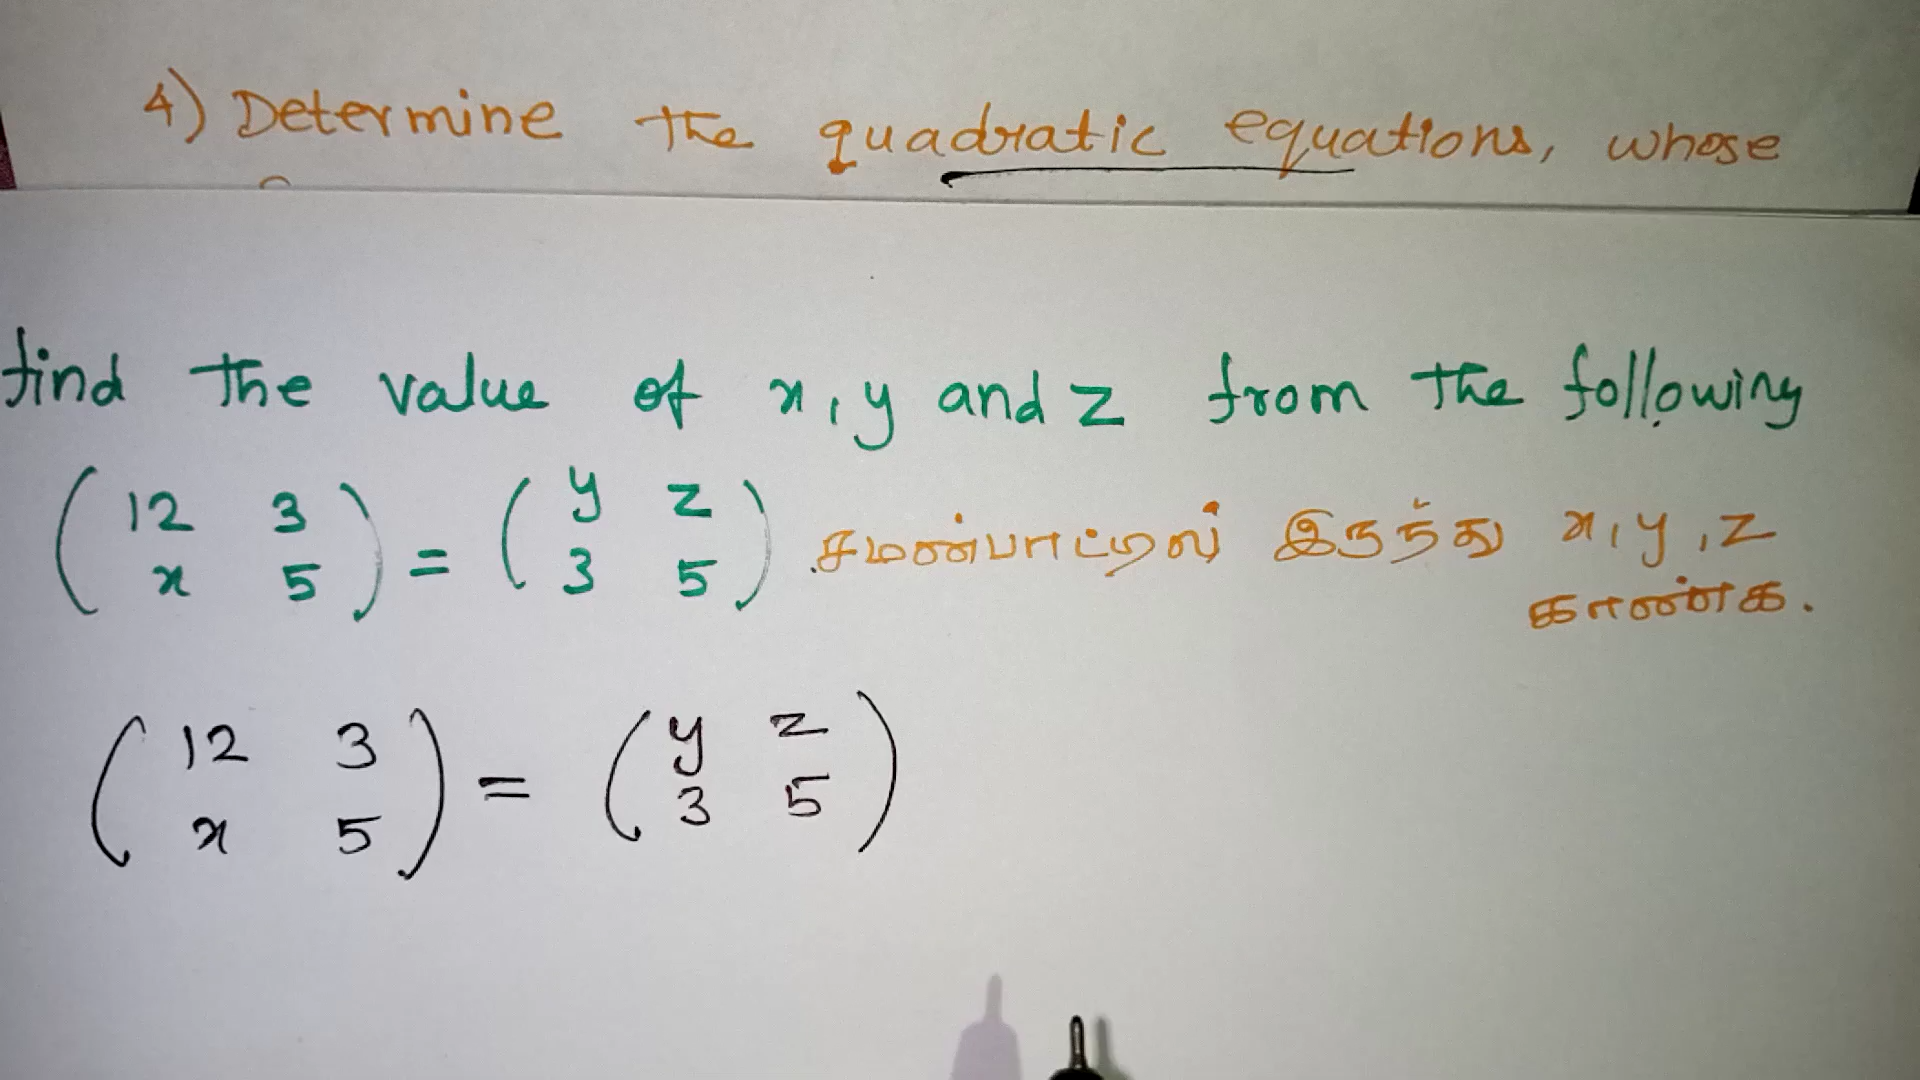 4) Determine the quadratic equations, whose
find the value of x, y and z from the following
( 12 3 ) = ( y z ) சமன்பாட்டில் இருந்து x, y, z
( x 5 ) ( 3 5 ) காண்க.
( 12 3 ) = ( y z )
( x 5 ) ( 3 5 )